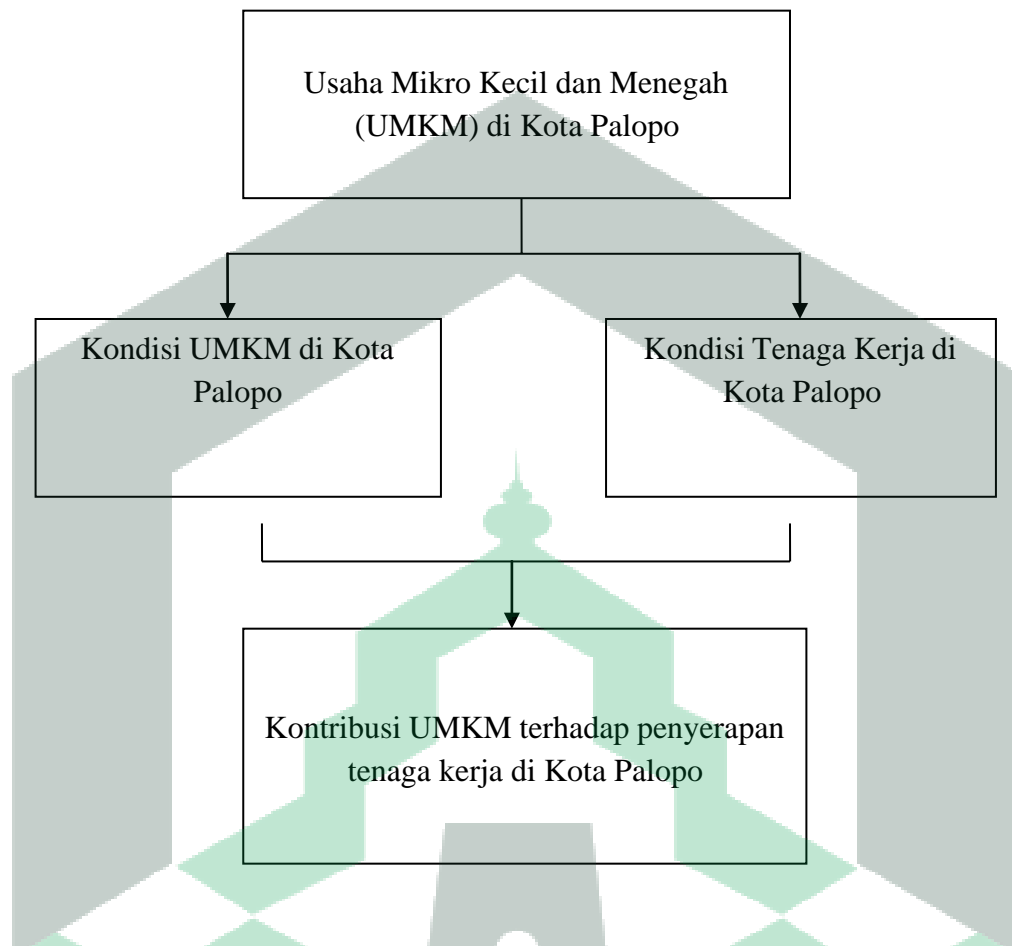 Usaha Mikro Kecil dan Menegah
(UMKM) di Kota Palopo
Kondisi UMKM di Kota
Palopo
Kondisi Tenaga Kerja di
Kota Palopo
Kontribusi UMKM terhadap penyerapan
tenaga kerja di Kota Palopo